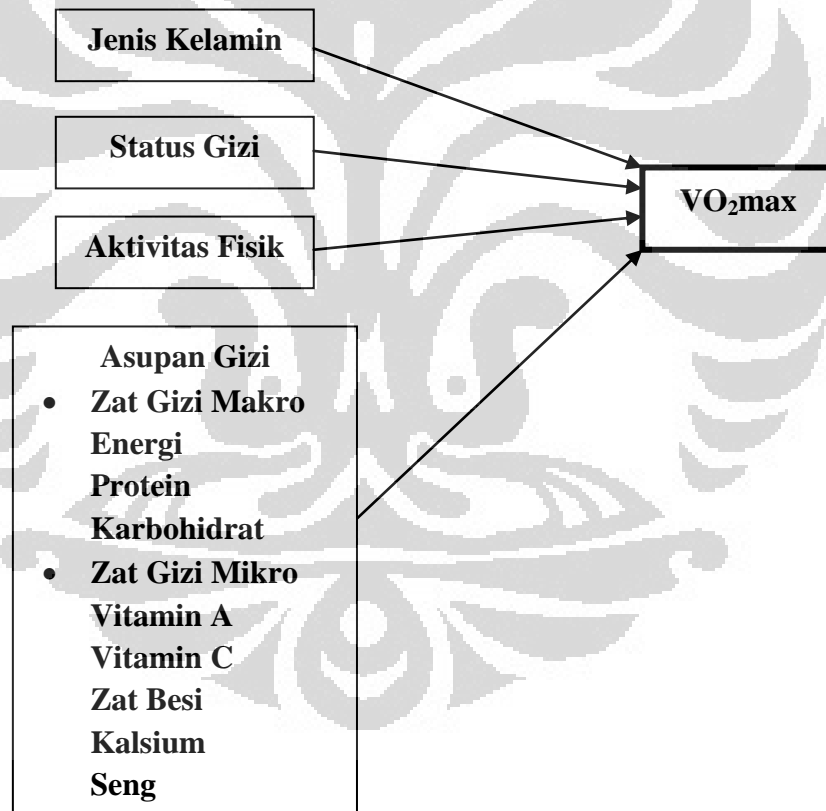 Jenis Kelamin
Status Gizi
Aktivitas Fisik
VO₂max
Asupan Gizi
• Zat Gizi Makro
Energi
Protein
Karbohidrat
• Zat Gizi Mikro
Vitamin A
Vitamin C
Zat Besi
Kalsium
Seng